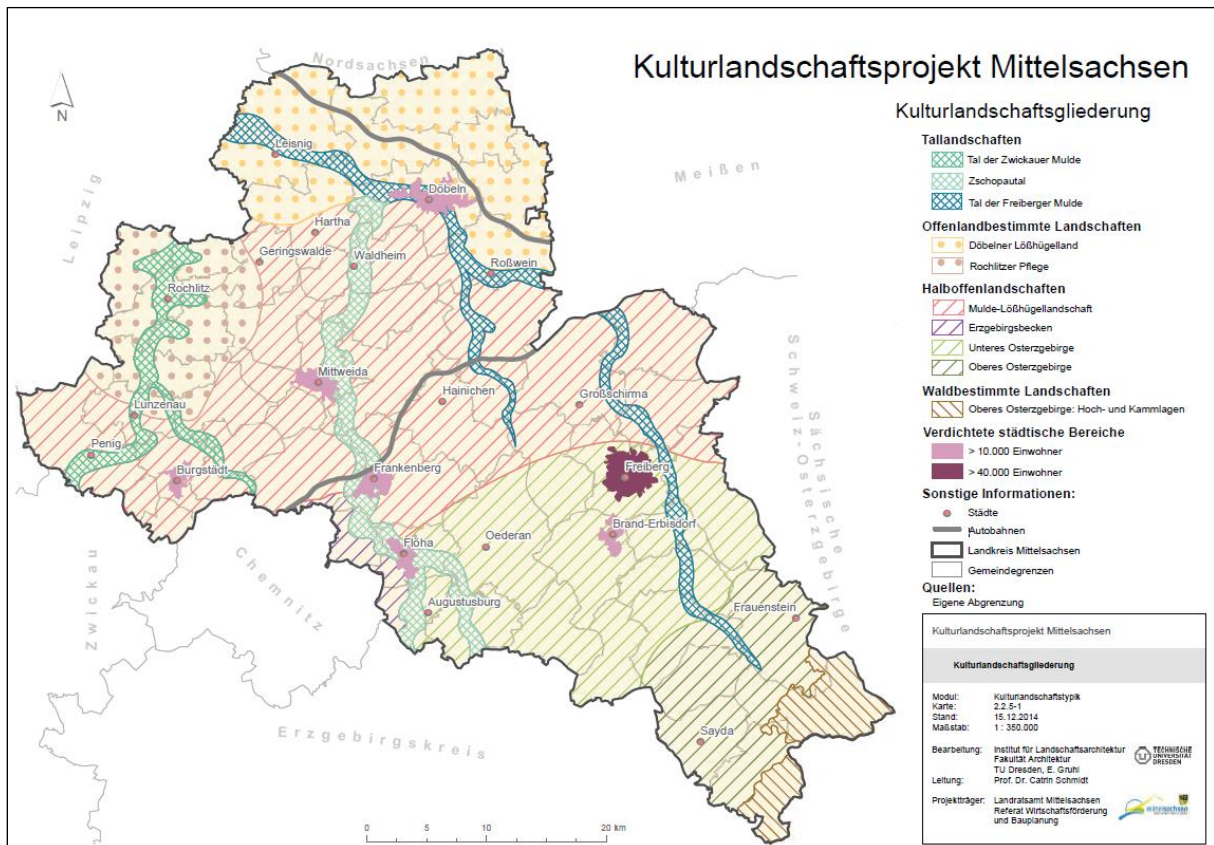 Kulturlandschaftsprojekt Mittelsachsen
Kulturlandschaftsgliederung
Tallandschaften
Tal der Zwickauer Mulde
Zschopautal
Tal der Freiberger Mulde
Offenlandbestimmte Landschaften
Döbelner Lößhügelland
Rochlitzer Pflege
Halboffenlandschaften
Mulde-Lößhügellandschaft
Erzgebirgsbecken
Unteres Osterzgebirge
Oberes Osterzgebirge
Waldbestimmte Landschaften
Oberes Osterzgebirge: Hoch- und Kammlagen
Verdichtete städtische Bereiche
> 10.000 Einwohner
> 40.000 Einwohner
Sonstige Informationen:
Städte
Autobahnen
Landkreis Mittelsachsen
Gemeindegrenzen
Quellen:
Eigene Abgrenzung
Kulturlandschaftsprojekt Mittelsachsen
Kulturlandschaftsgliederung
Modul: Kulturlandschaftstypik
Karte: 2.2.5-1
Stand: 15.12.2014
Maßstab: 1 : 350.000
Bearbeitung: Institut für Landschaftsarchitektur
Fakultät Architektur
TU Dresden, E. Gruhl
Leitung: Prof. Dr. Catrin Schmidt
TECHNISCHE
UNIVERSITÄT
DRESDEN
Projektträger: Landratsamt Mittelsachsen
Referat Wirtschaftsförderung
und Bauplanung
mittelsachsen
N
Nordsachsen
Leipzig
Meißen
Sächsische
Schweiz-Osterzgebirge
Zwickau
Chemnitz
Erzgebirgskreis
Leisnig
Döbeln
Hartha
Geringswalde
Waldheim
Roßwein
Rochlitz
Mittweida
Hainichen
Großschirma
Lunzenau
Penig
Burgstädt
Frankenberg
Freiberg
Flöha
Oederan
Brand-Erbisdorf
Augustusburg
Frauenstein
Sayda
0 5 10 20 km